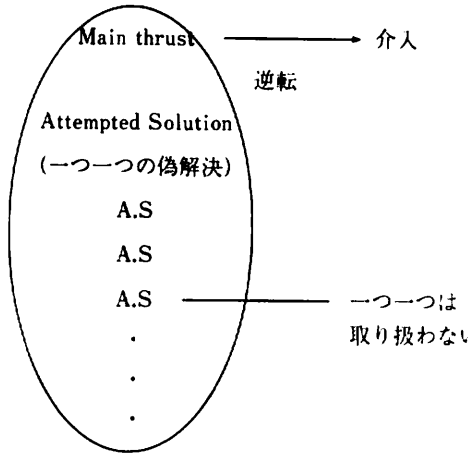 Main thrust
介入
逆転
Attempted Solution
(一つ一つの偽解決)
A.S
A.S
A.S
一つ一つは
取り扱わない